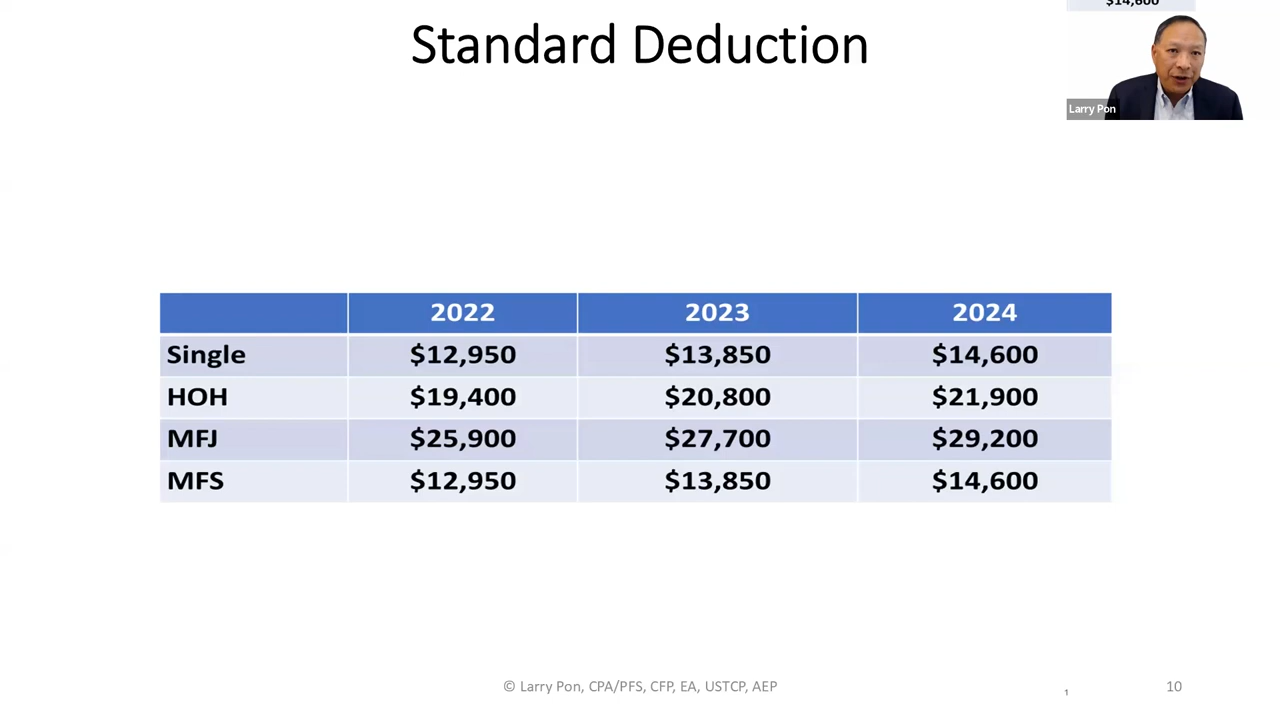 $14,600
Standard Deduction
Larry Pon
2022 2023 2024
Single $12,950 $13,850 $14,600
HOH $19,400 $20,800 $21,900
MFJ $25,900 $27,700 $29,200
MFS $12,950 $13,850 $14,600
© Larry Pon, CPA/PFS, CFP, EA, USTCP, AEP
1
10